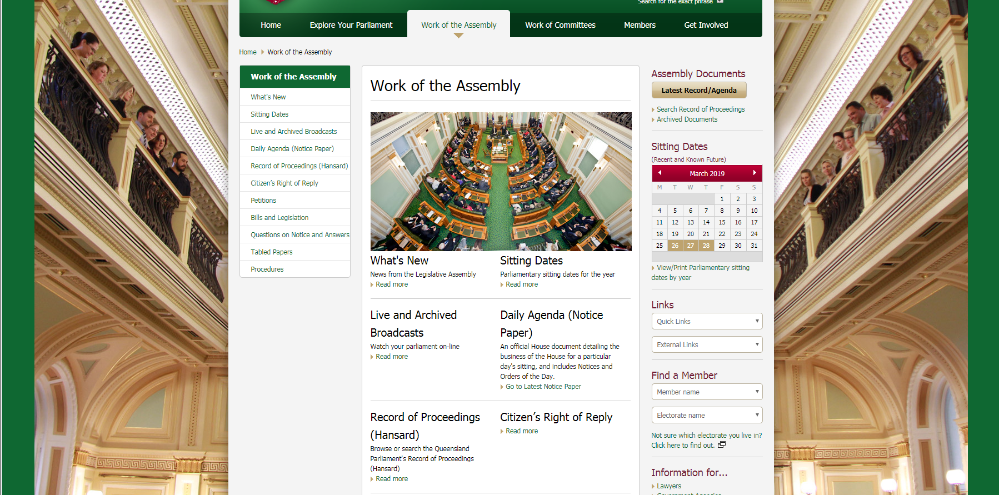 Search for the exact phrase
Home
Explore Your Parliament
Work of the Assembly
Work of Committees
Members
Get Involved
Home
Work of the Assembly
Work of the Assembly
What's New
Sitting Dates
Live and Archived Broadcasts
Daily Agenda (Notice Paper)
Record of Proceedings (Hansard)
Citizen’s Right of Reply
Petitions
Bills and Legislation
Questions on Notice and Answers
Tabled Papers
Procedures
Work of the Assembly
What's New
News from the Legislative Assembly
Read more
Sitting Dates
Parliamentary sitting dates for the year
Read more
Live and Archived
Broadcasts
Watch your parliament on-line
Read more
Daily Agenda (Notice
Paper)
An official House document detailing the
business of the House for a particular
day's sitting, and includes Notices and
Orders of the Day.
Go to Latest Notice Paper
Record of Proceedings
(Hansard)
Browse or search the Queensland
Parliament's Record of Proceedings
(Hansard)
Read more
Citizen’s Right of Reply
Read more
Assembly Documents
Latest Record/Agenda
Search Record of Proceedings
Archived Documents
Sitting Dates
(Recent and Known Future)
March 2019
M T W T F S S
1 2 3
4 5 6 7 8 9 10
11 12 13 14 15 16 17
18 19 20 21 22 23 24
25 26 27 28 29 30 31
View/Print Parliamentary sitting
dates by year
Links
Quick Links
External Links
Find a Member
Member name
Electorate name
Not sure which electorate you live in?
Click here to find out.
Information for...
Lawyers
Government Agencies